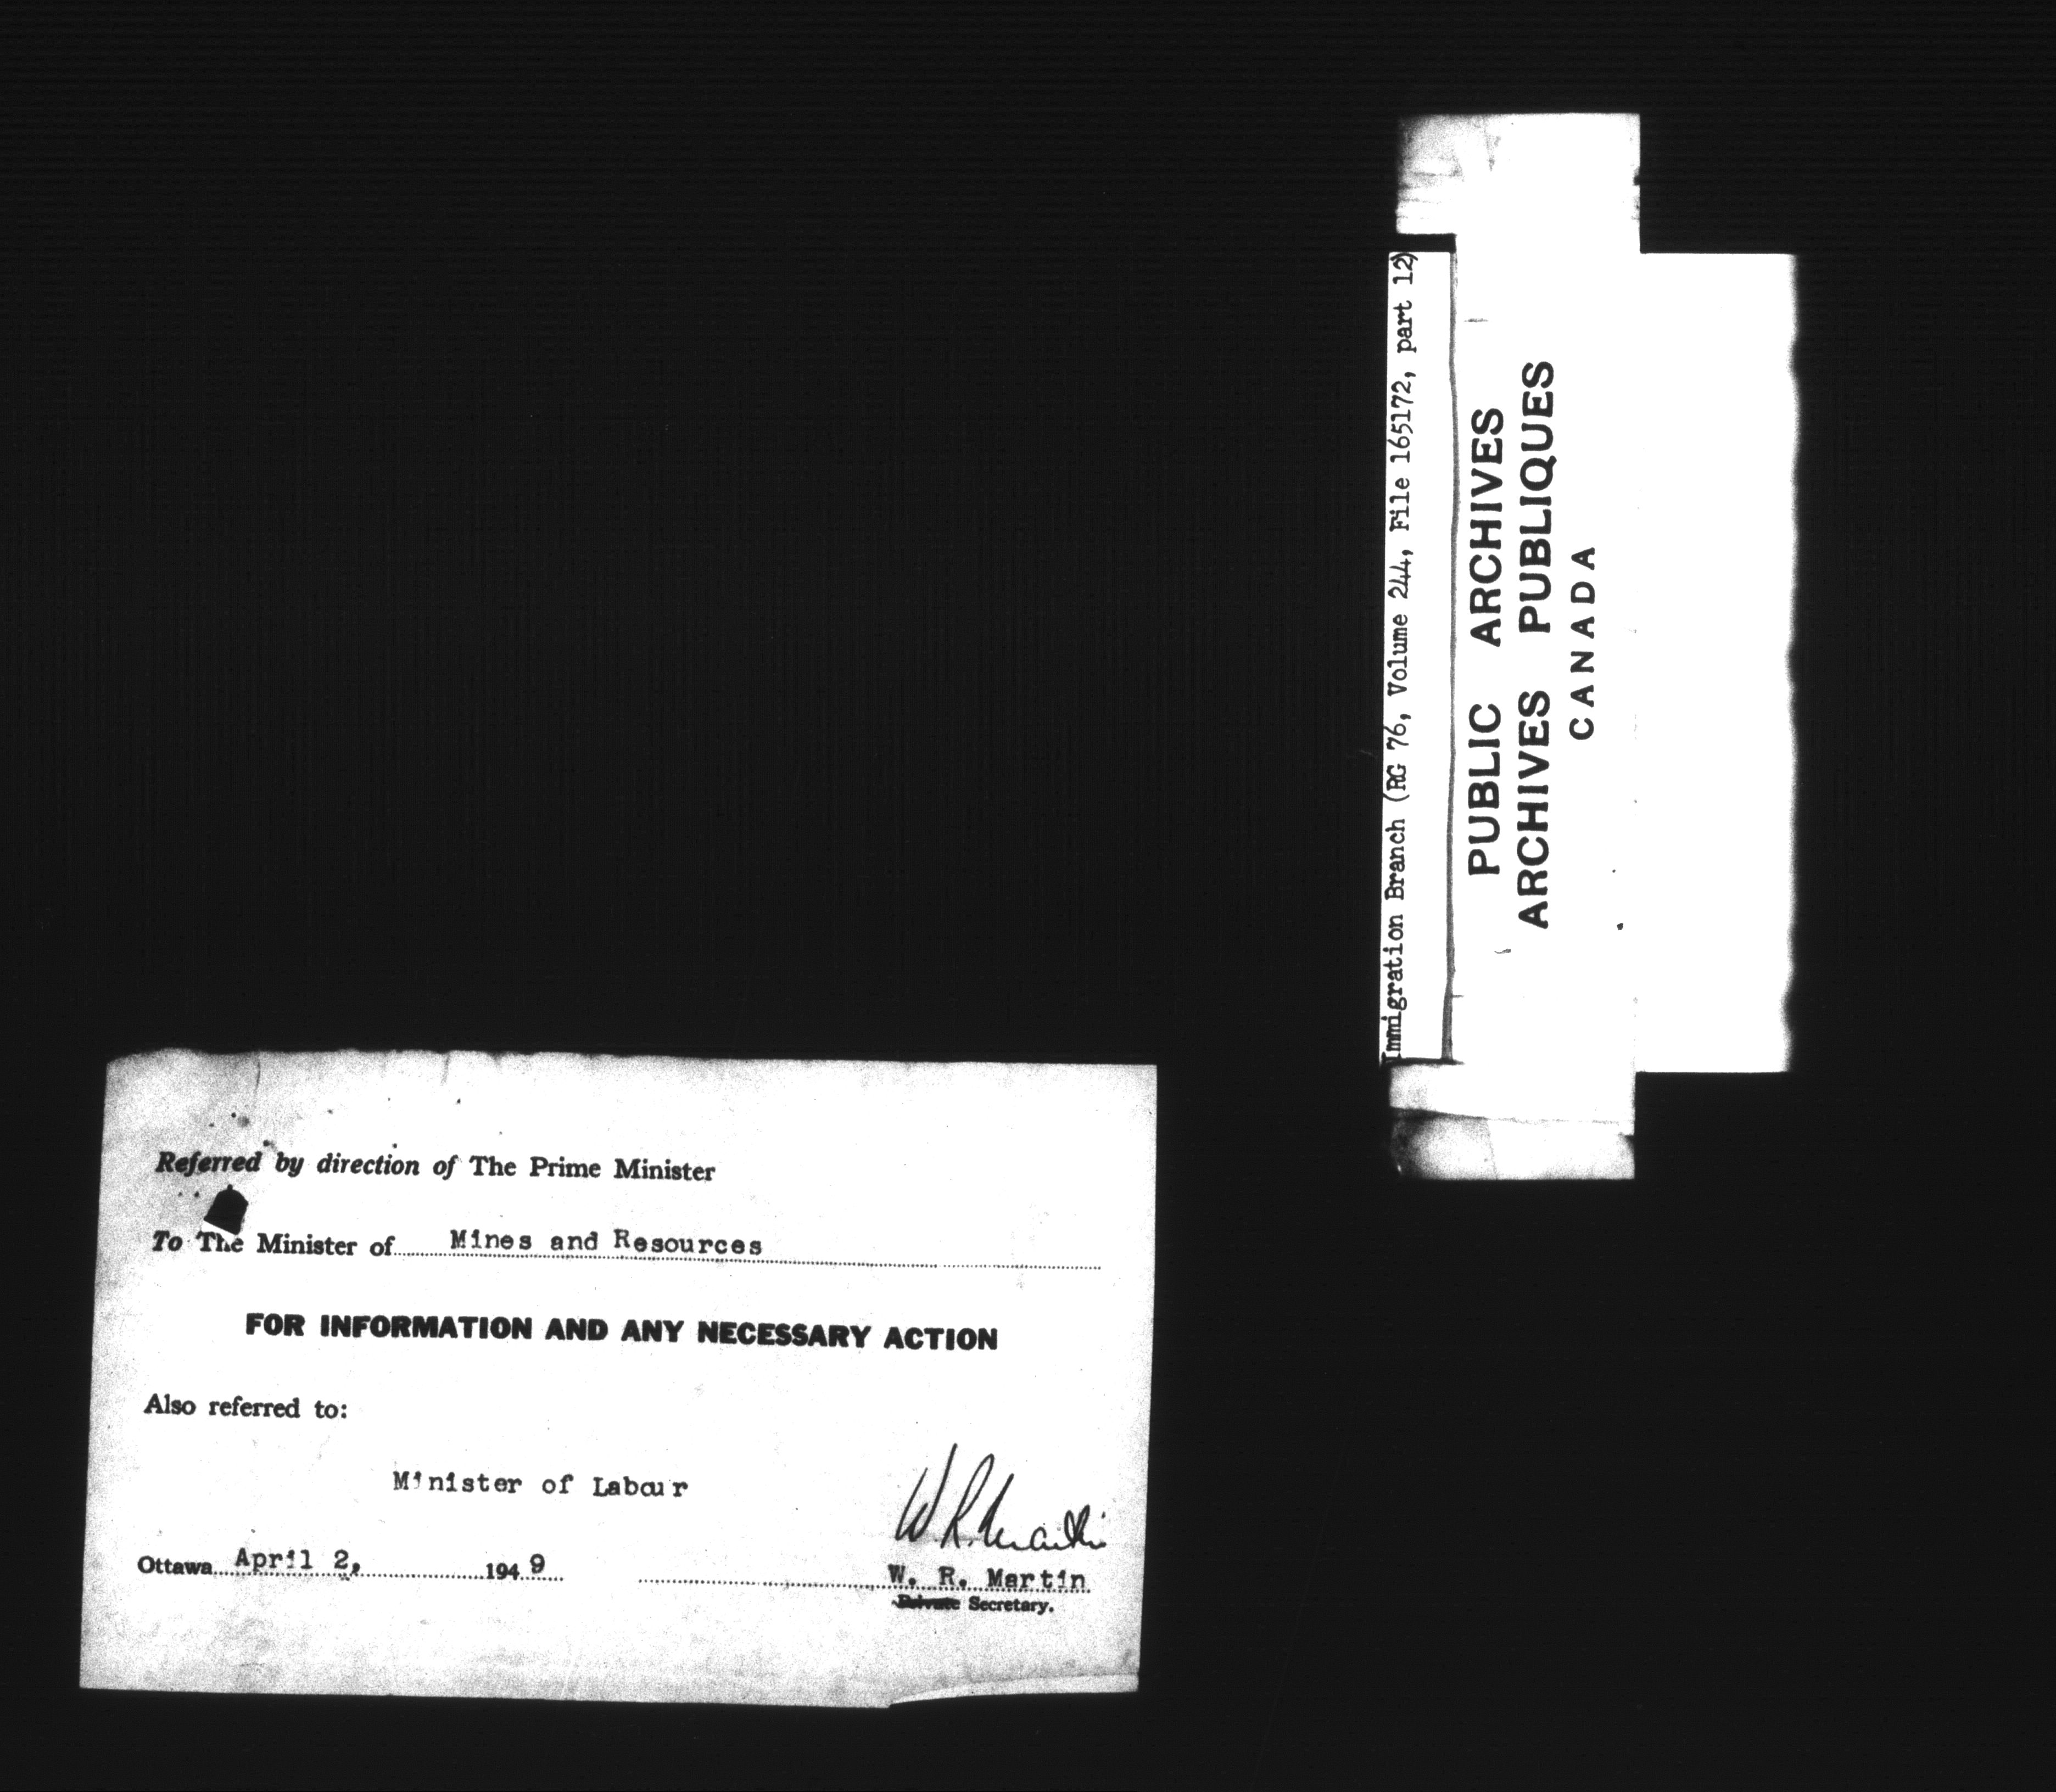 Immigration Branch (RG 76, Volume 244, File 165172, part 12)
PUBLIC ARCHIVES
ARCHIVES PUBLIQUES
CANADA
Referred by direction of The Prime Minister
To The Minister of Mines and Resources
FOR INFORMATION AND ANY NECESSARY ACTION
Also referred to:
Minister of Labour
W. R. Martin
Ottawa April 2, 1949
W. R. Martin
Private Secretary.